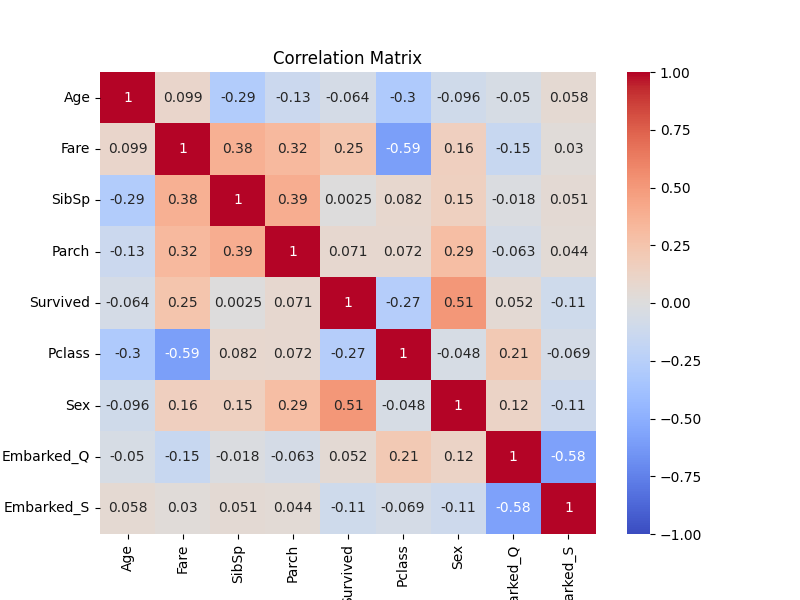 Correlation Matrix
Age 1 0.099 -0.29 -0.13 -0.064 -0.3 -0.096 -0.05 0.058
Fare 0.099 1 0.38 0.32 0.25 -0.59 0.16 -0.15 0.03
SibSp -0.29 0.38 1 0.39 0.0025 0.082 0.15 -0.018 0.051
Parch -0.13 0.32 0.39 1 0.071 0.072 0.29 -0.063 0.044
Survived -0.064 0.25 0.0025 0.071 1 -0.27 0.51 0.052 -0.11
Pclass -0.3 -0.59 0.082 0.072 -0.27 1 -0.048 0.21 -0.069
Sex -0.096 0.16 0.15 0.29 0.51 -0.048 1 0.12 -0.11
Embarked_Q -0.05 -0.15 -0.018 -0.063 0.052 0.21 0.12 1 -0.58
Embarked_S 0.058 0.03 0.051 0.044 -0.11 -0.069 -0.11 -0.58 1
Age
Fare
SibSp
Parch
urvived
Pclass
Sex
arked_Q
arked_S
1.00
0.75
0.50
0.25
0.00
−0.25
−0.50
−0.75
−1.00